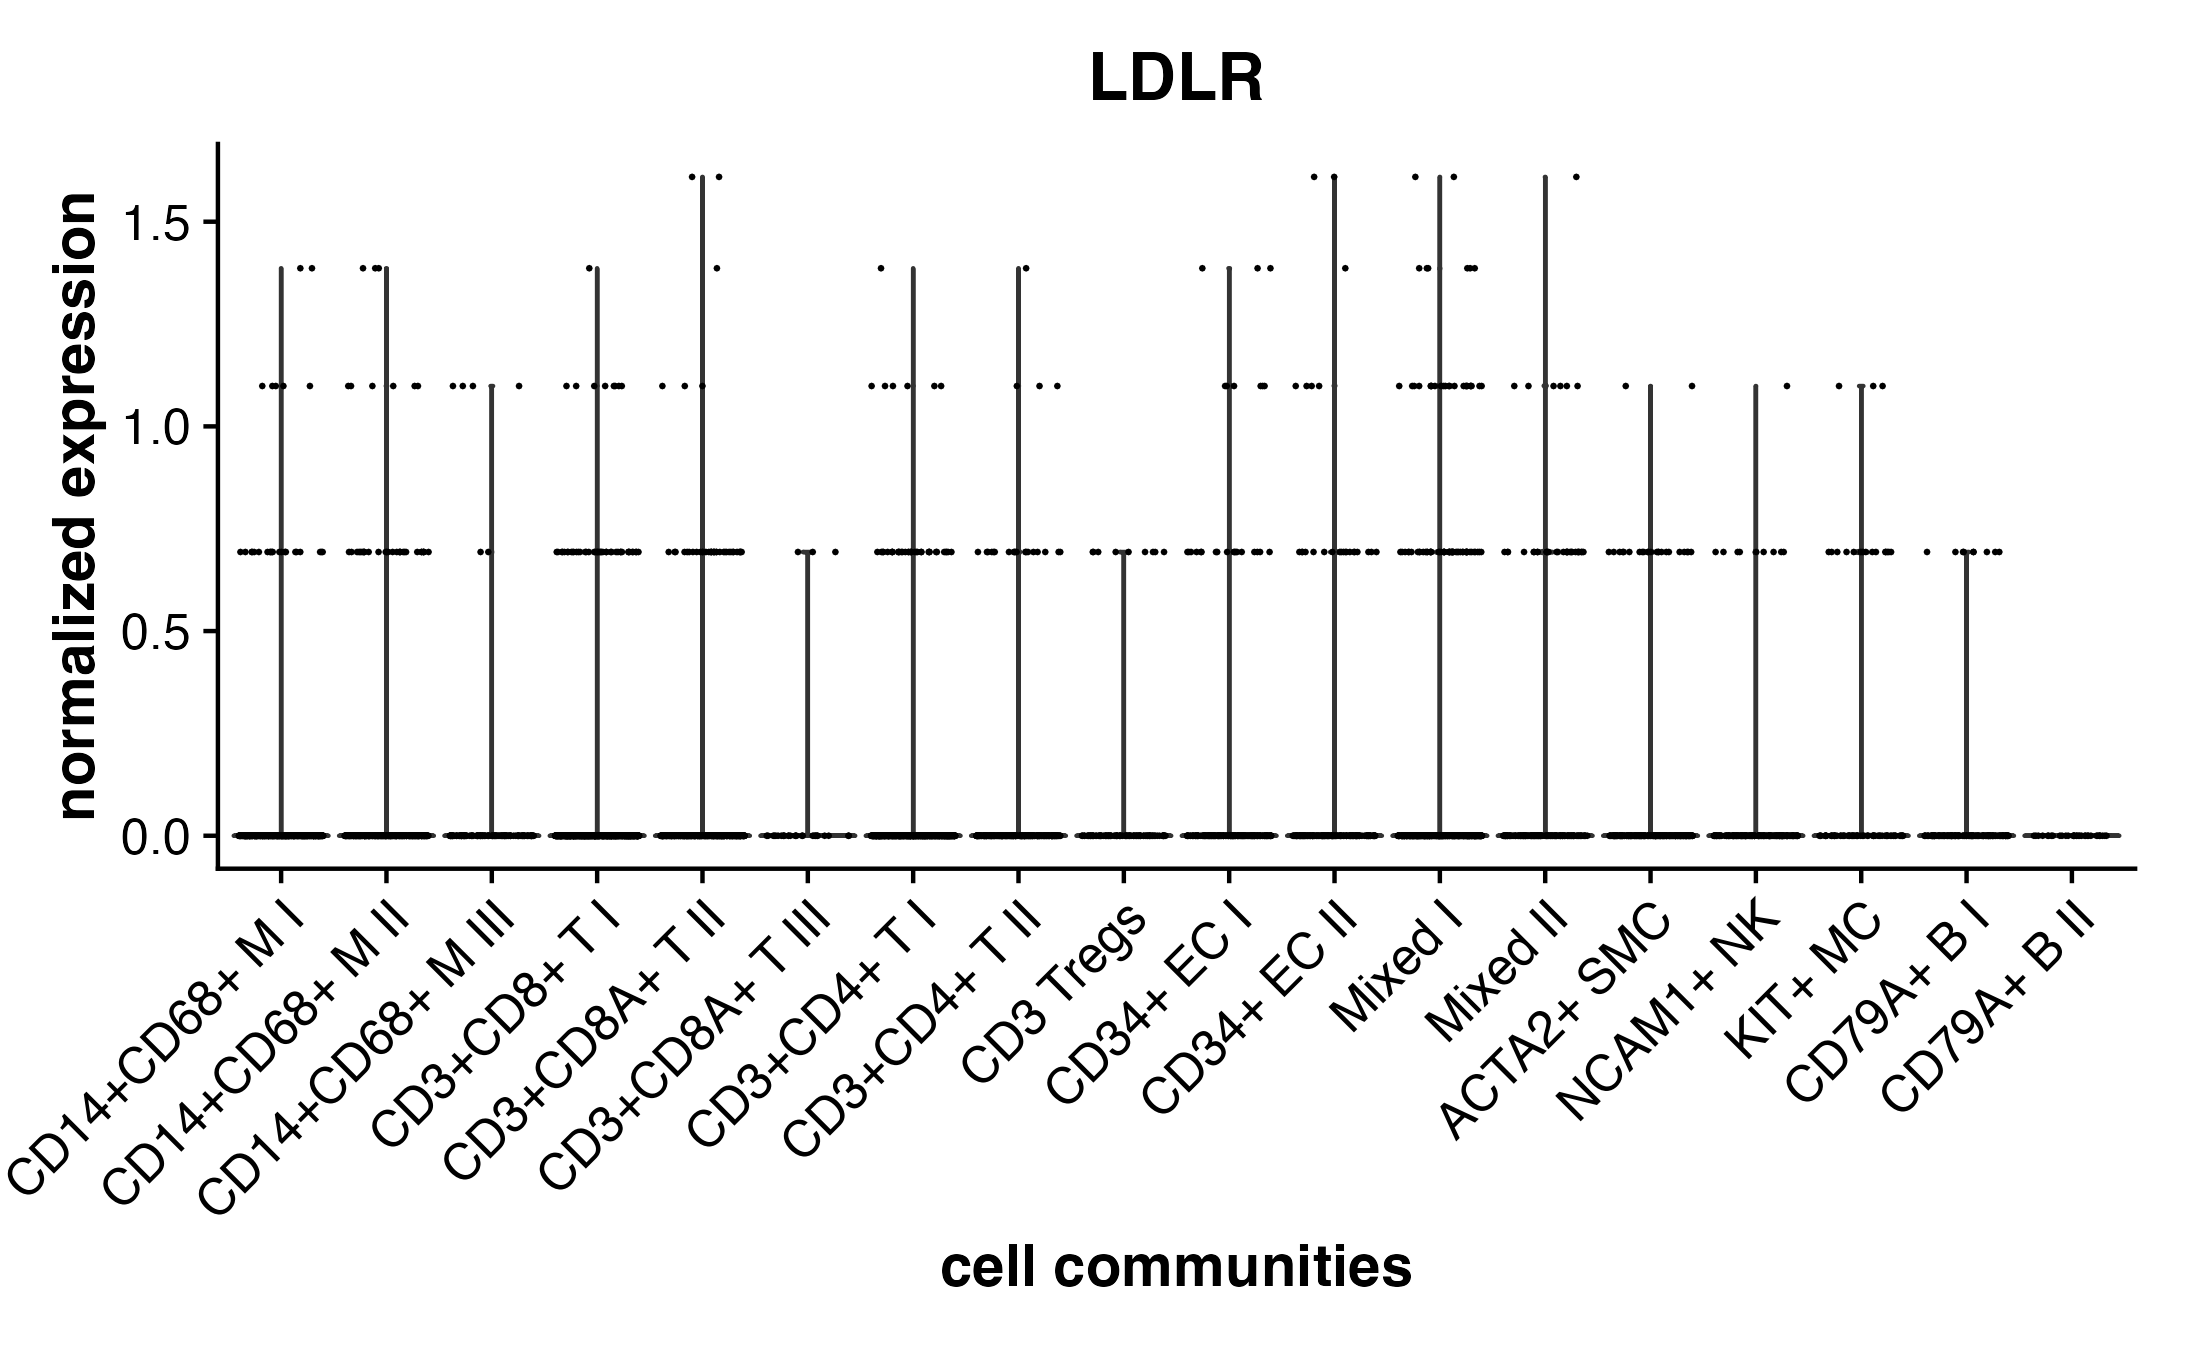 LDLR
normalized expression
1.5
1.0
0.5
0.0
CD14+CD68+ M I
CD14+CD68+ M II
CD14+CD68+ M III
CD3+CD8+ T I
CD3+CD8A+ T II
CD3+CD8A+ T III
CD3+CD4+ T I
CD3+CD4+ T II
CD3 Tregs
CD34+ EC I
CD34+ EC II
Mixed I
Mixed II
ACTA2+ SMC
NCAM1+ NK
KIT+ MC
CD79A+ B I
CD79A+ B II
cell communities